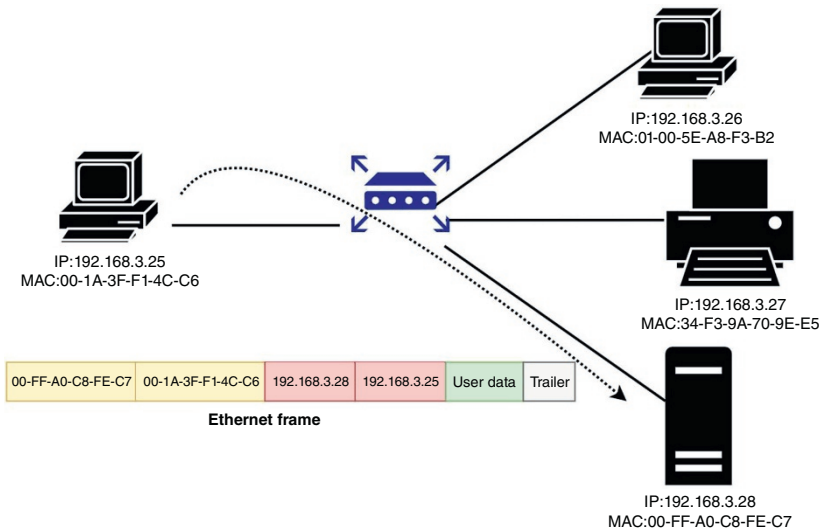 IP:192.168.3.26
MAC:01-00-5E-A8-F3-B2
IP:192.168.3.25
MAC:00-1A-3F-F1-4C-C6
IP:192.168.3.27
MAC:34-F3-9A-70-9E-E5
00-FF-A0-C8-FE-C7 00-1A-3F-F1-4C-C6 192.168.3.28 192.168.3.25 User data Trailer
Ethernet frame
IP:192.168.3.28
MAC:00-FF-A0-C8-FE-C7